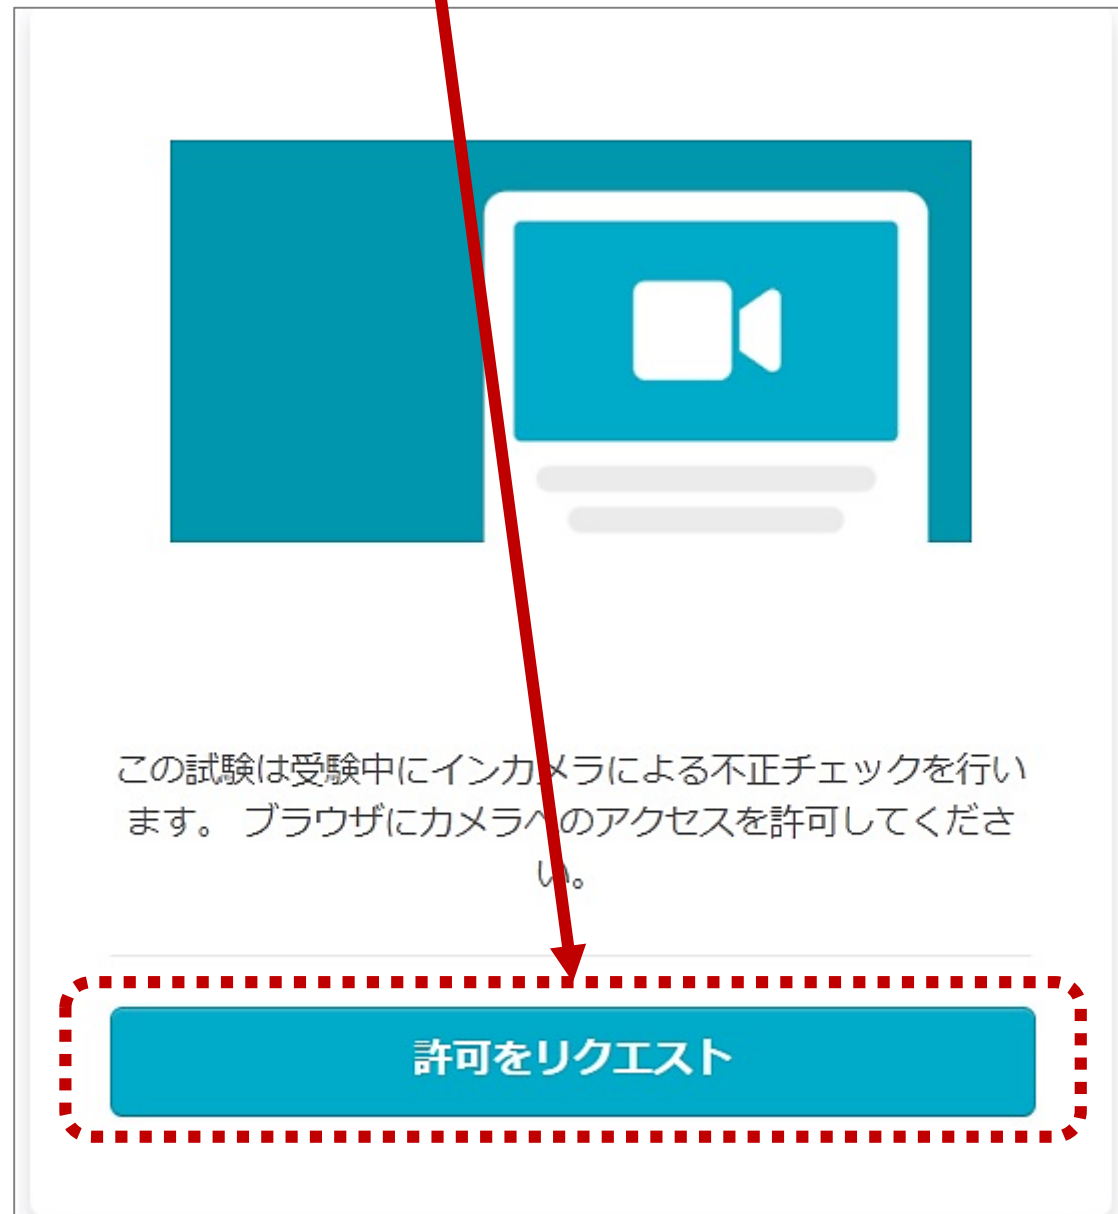 この試験は受験中にインカメラによる不正チェックを行い
ます。 ブラウザにカメラへのアクセスを許可してくださ
い。
許可をリクエスト